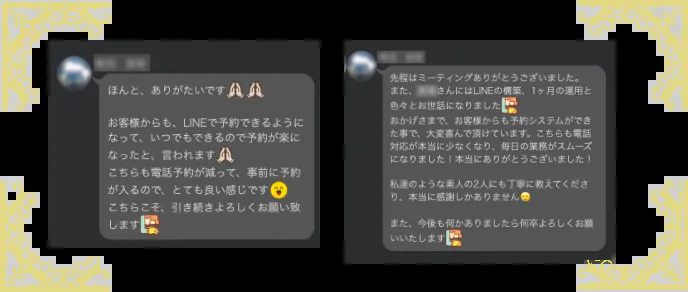 ほんと、ありがたいです🙏🙏
お客様からも、LINEで予約できるように
なって、いつでもできるので予約が楽に
なったと、言われます🙏
こちらも電話予約が減って、事前に予約
が入るので、とても良い感じです😲
こちらこそ、引き続きよろしくお願い致
します
先程はミーティングありがとうございました。
また、さんにはLINEの構築、1ヶ月の運用と
色々とお世話になりました
おかげさまで、お客様からも予約システムができ
た事で、大変喜んで頂けています。こちらも電話
対応が本当に少なくなり、毎日の業務がスムーズ
になりました！本当にありがとうございました！
私達のような素人の2人にも丁寧に教えてくださ
り、本当に感謝しかありません🥲
また、今後も何かありましたら何卒よろしくお願
いいたします